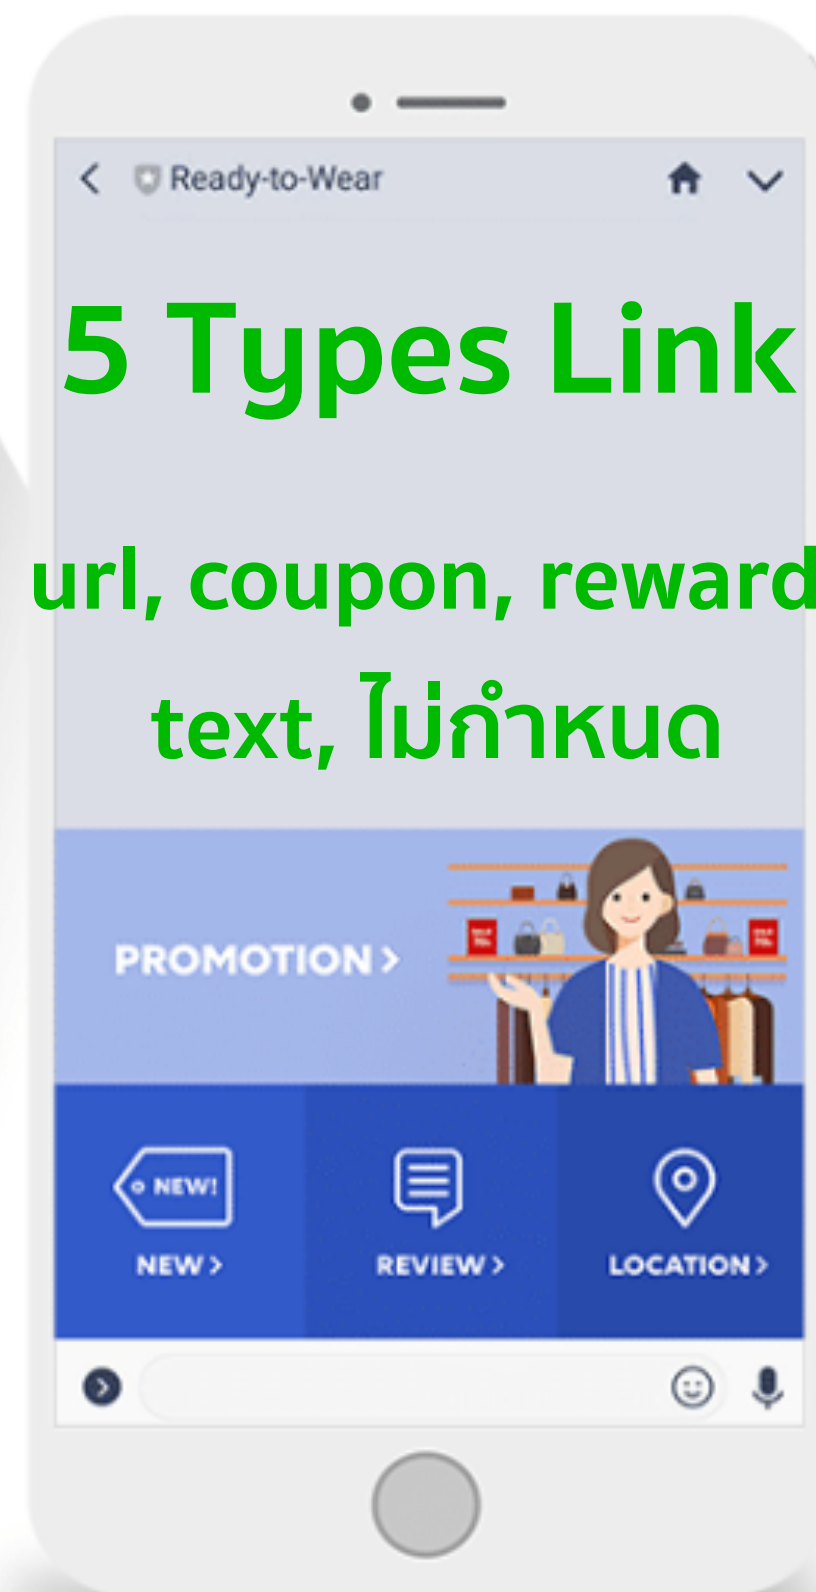 Ready-to-Wear
5 Types Link
url, coupon, reward
text, ไม่กำหนด
PROMOTION >
NEW!
NEW >
REVIEW >
LOCATION >